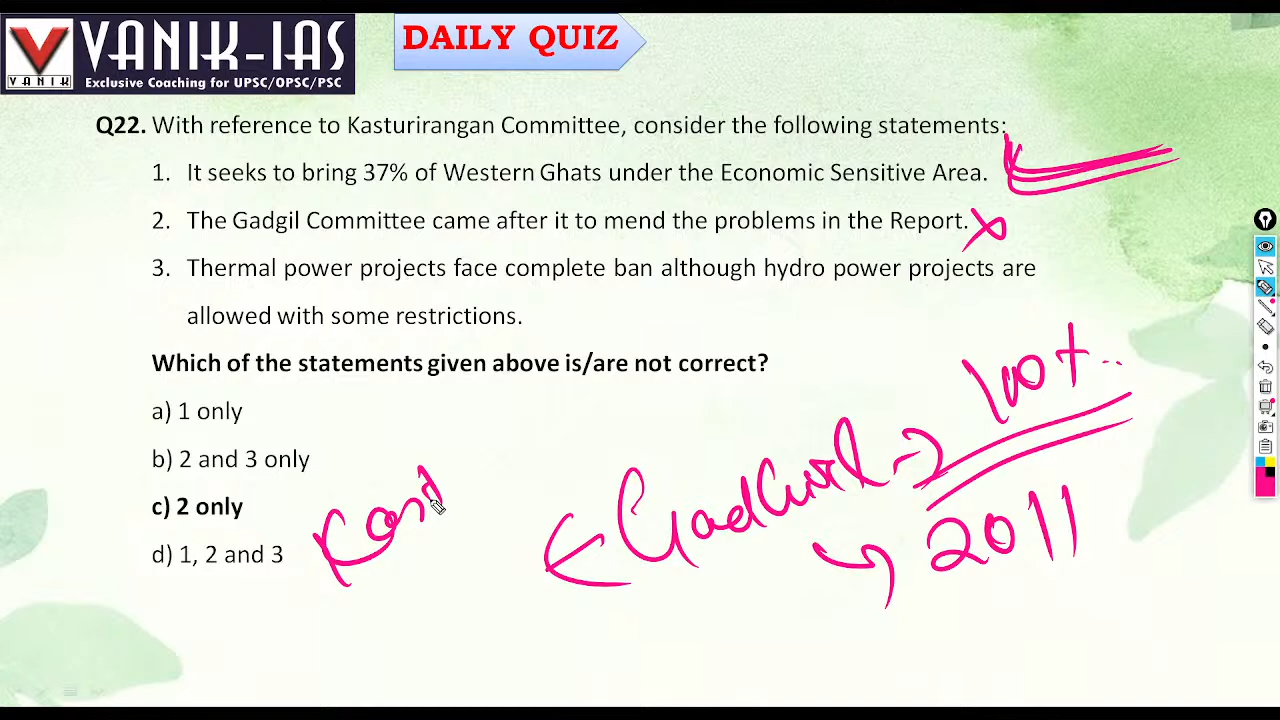 VANIK-IAS
VANIK
Exclusive Coaching for UPSC/OPSC/PSC
DAILY QUIZ
Q22. With reference to Kasturirangan Committee, consider the following statements:
1. It seeks to bring 37% of Western Ghats under the Economic Sensitive Area.
2. The Gadgil Committee came after it to mend the problems in the Report.
3. Thermal power projects face complete ban although hydro power projects are
allowed with some restrictions.
Which of the statements given above is/are not correct?
a) 1 only
b) 2 and 3 only
c) 2 only
d) 1, 2 and 3
2011